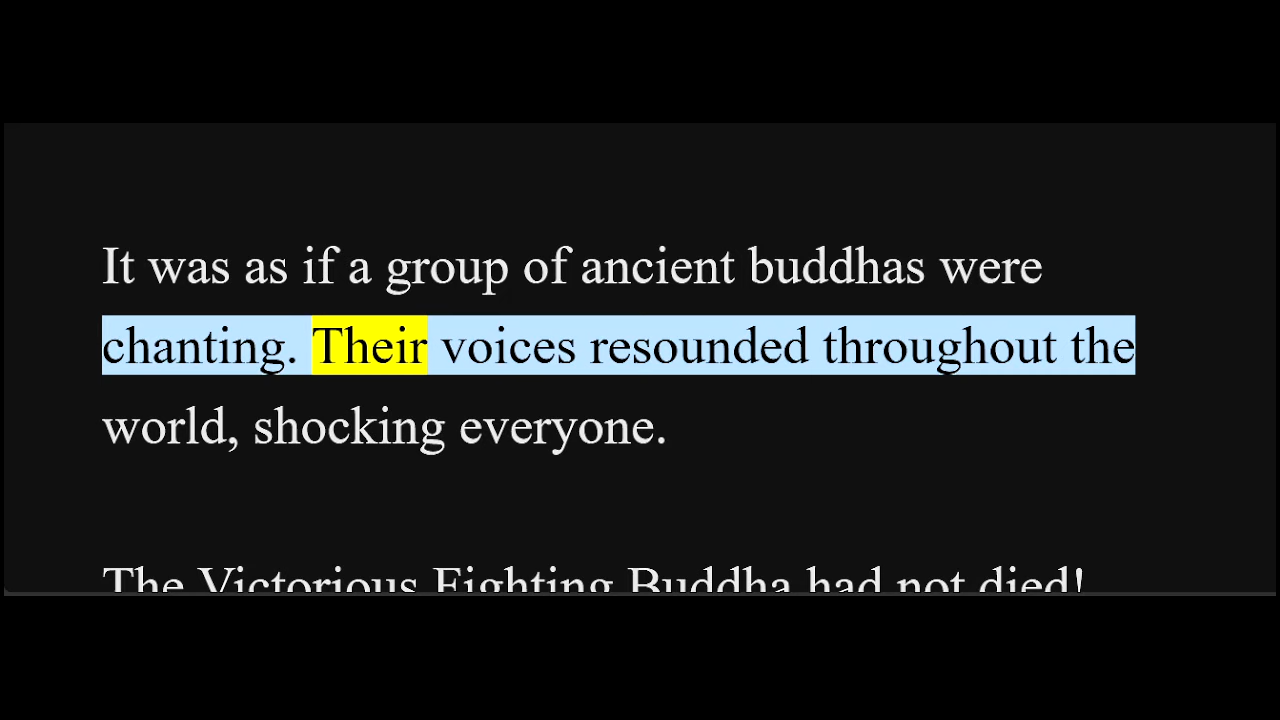 It was as if a group of ancient buddhas were
chanting. Their voices resounded throughout the
world, shocking everyone.
The Victorious Fighting Buddha had not died!